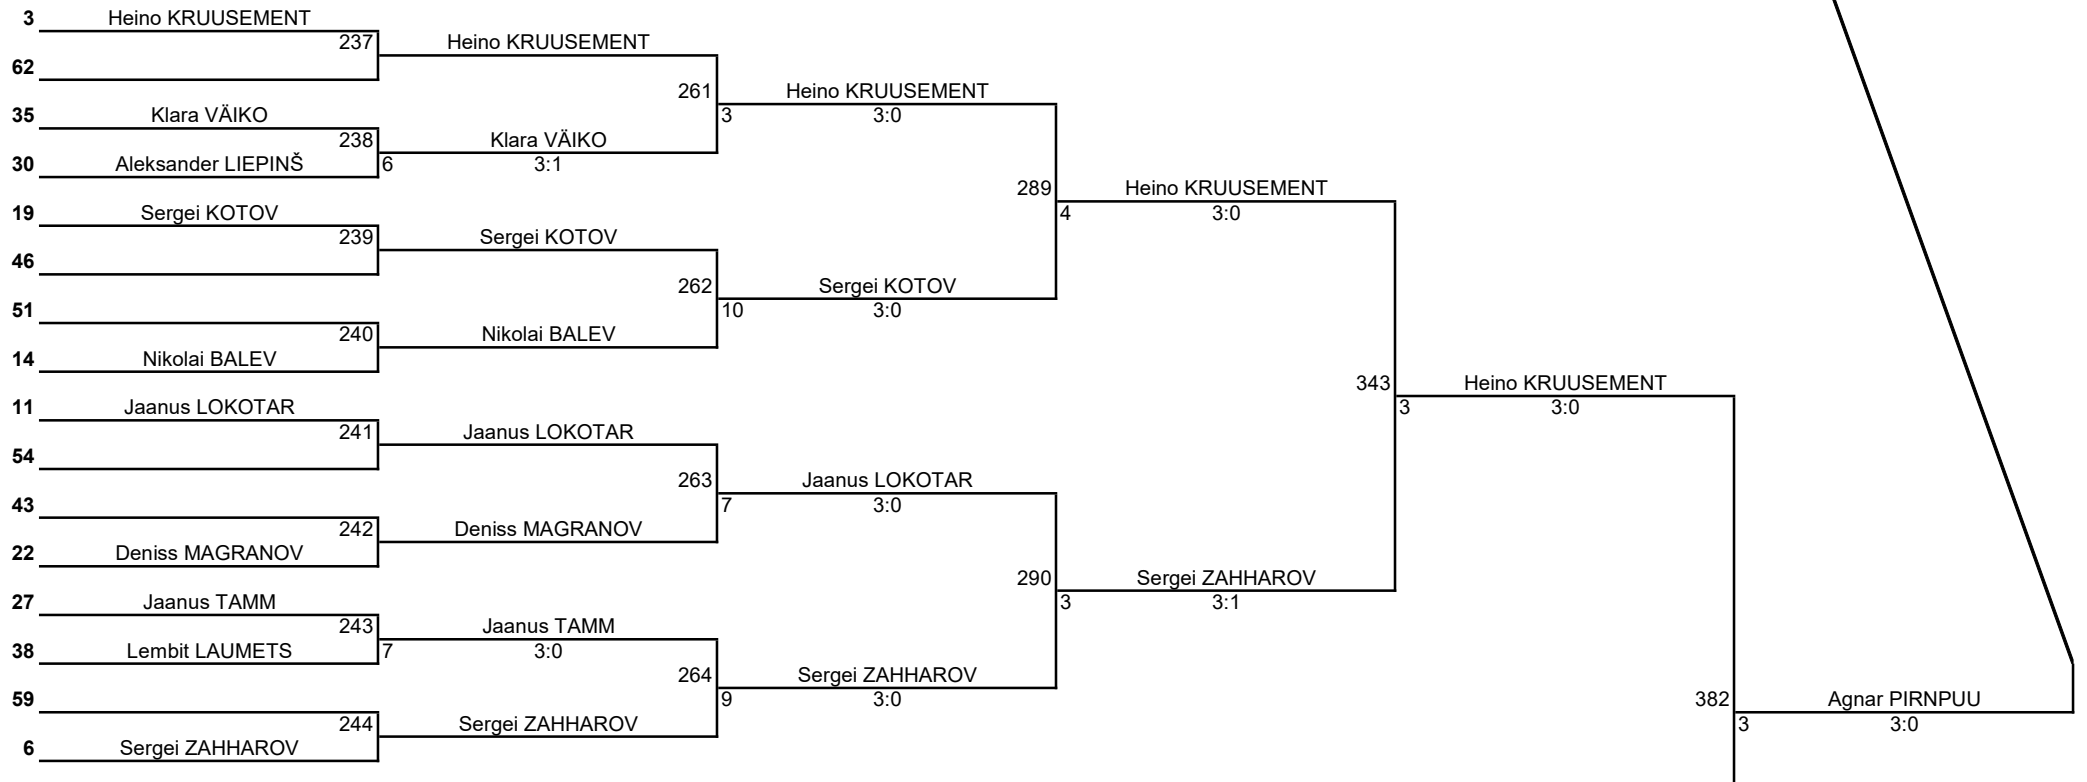 3 Heino KRUUSEMENT
237 Heino KRUUSEMENT
62
261 Heino KRUUSEMENT
35 Klara VÄIKO
3 3:0
238 Klara VÄIKO
30 Aleksander LIEPINŠ
6 3:1
289 Heino KRUUSEMENT
19 Sergei KOTOV
4 3:0
239 Sergei KOTOV
46
262 Sergei KOTOV
51
10 3:0
240 Nikolai BALEV
14 Nikolai BALEV
343 Heino KRUUSEMENT
11 Jaanus LOKOTAR
3 3:0
241 Jaanus LOKOTAR
54
263 Jaanus LOKOTAR
43
7 3:0
242 Deniss MAGRANOV
22 Deniss MAGRANOV
290 Sergei ZAHHAROV
27 Jaanus TAMM
3 3:1
243 Jaanus TAMM
38 Lembit LAUMETS
7 3:0
264 Sergei ZAHHAROV
59
9 3:0
382 Agnar PIRNPUU
244 Sergei ZAHHAROV
3 3:0
6 Sergei ZAHHAROV